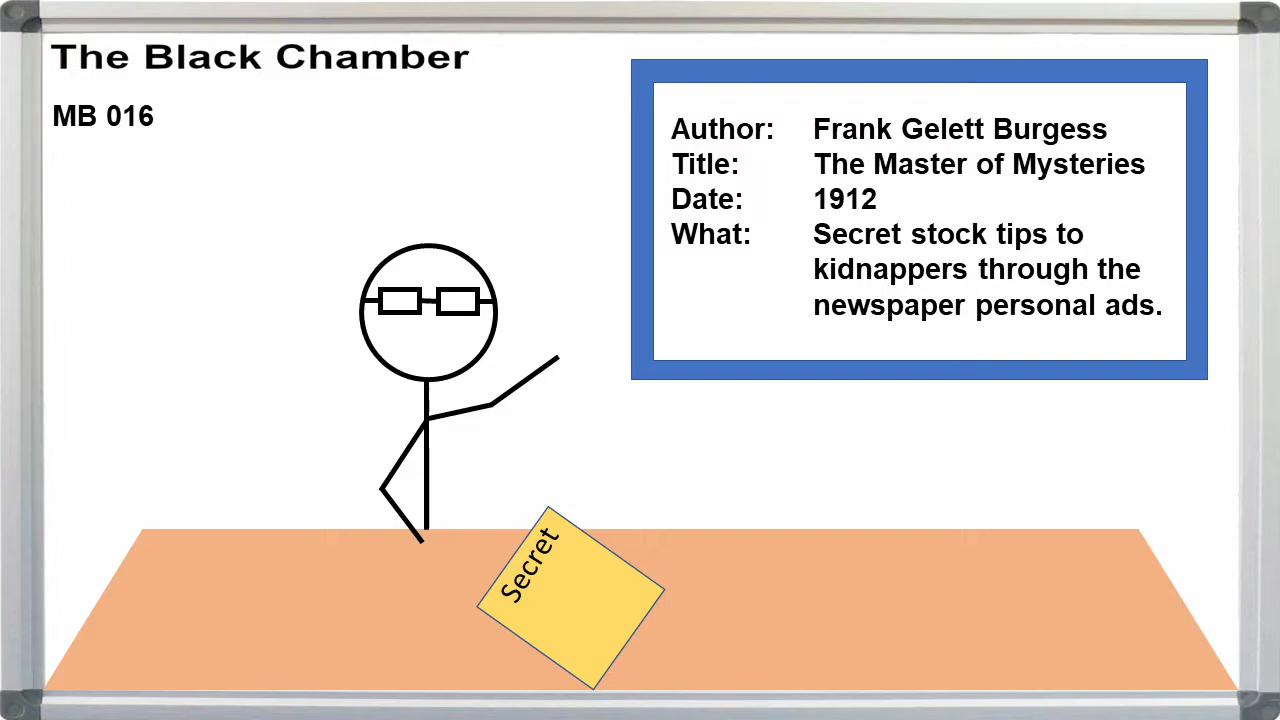 The Black Chamber
MB 016
Author: Frank Gelett Burgess
Title: The Master of Mysteries
Date: 1912
What: Secret stock tips to
kidnappers through the
newspaper personal ads.
Secret